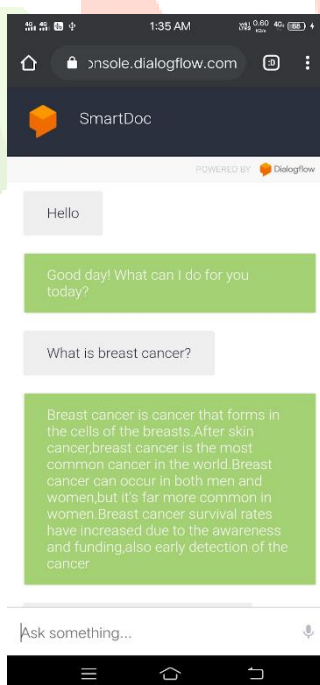 1:35 AM
0.60
4G
68
onsole.dialogflow.com
:D
SmartDoc
POWERED BY Dialogflow
Hello
Good day! What can I do for you
today?
What is breast cancer?
Breast cancer is cancer that forms in
the cells of the breasts.After skin
cancer,breast cancer is the most
common cancer in the world.Breast
cancer can occur in both men and
women,but it's far more common in
women.Breast cancer survival rates
have increased due to the awareness
and funding,also early detection of the
cancer
Ask something...